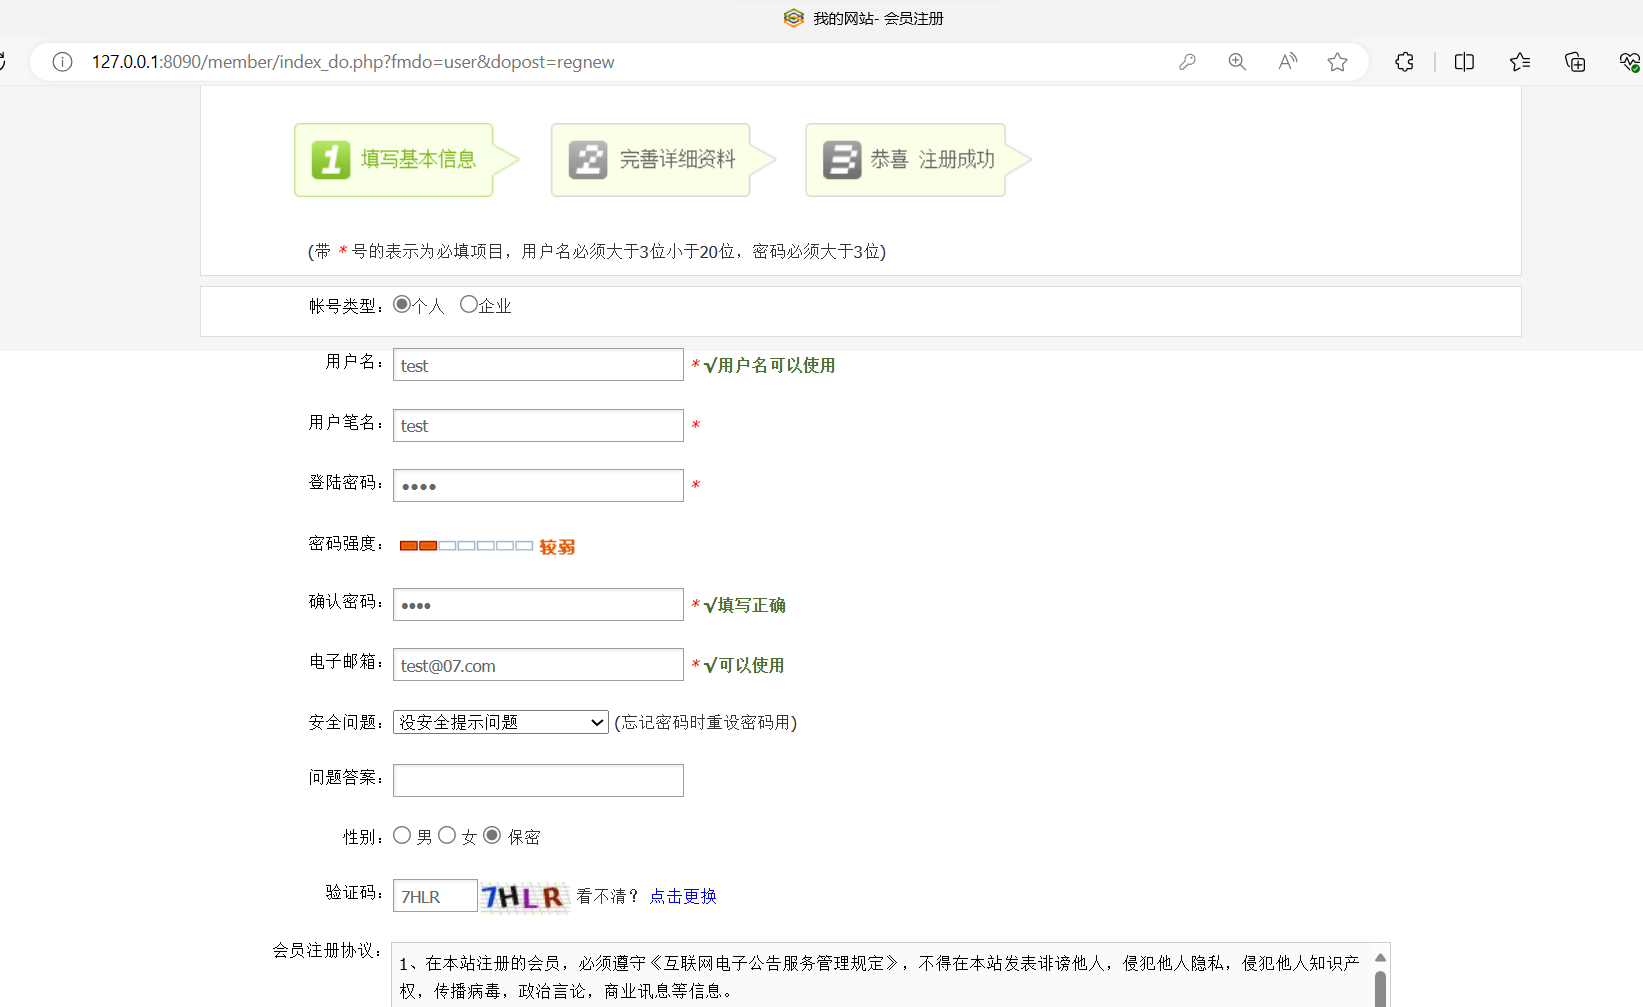 我的网站- 会员注册
127.0.0.1:8090/member/index_do.php?fmdo=user&dopost=regnew
1 填写基本信息 2 完善详细资料 3 恭喜 注册成功
(带 * 号的表示为必填项目，用户名必须大于3位小于20位，密码必须大于3位)
帐号类型： 个人 企业
用户名： test * √用户名可以使用
用户笔名： test *
登陆密码： •••• *
密码强度： 较弱
确认密码： •••• * √填写正确
电子邮箱： test@07.com * √可以使用
安全问题： 没安全提示问题 (忘记密码时重设密码用)
问题答案：
性别： 男 女 保密
验证码： 7HLR 7HLR 看不清？ 点击更换
会员注册协议： 1、在本站注册的会员，必须遵守《互联网电子公告服务管理规定》，不得在本站发表诽谤他人，侵犯他人隐私，侵犯他人知识产
权，传播病毒，政治言论，商业讯息等信息。